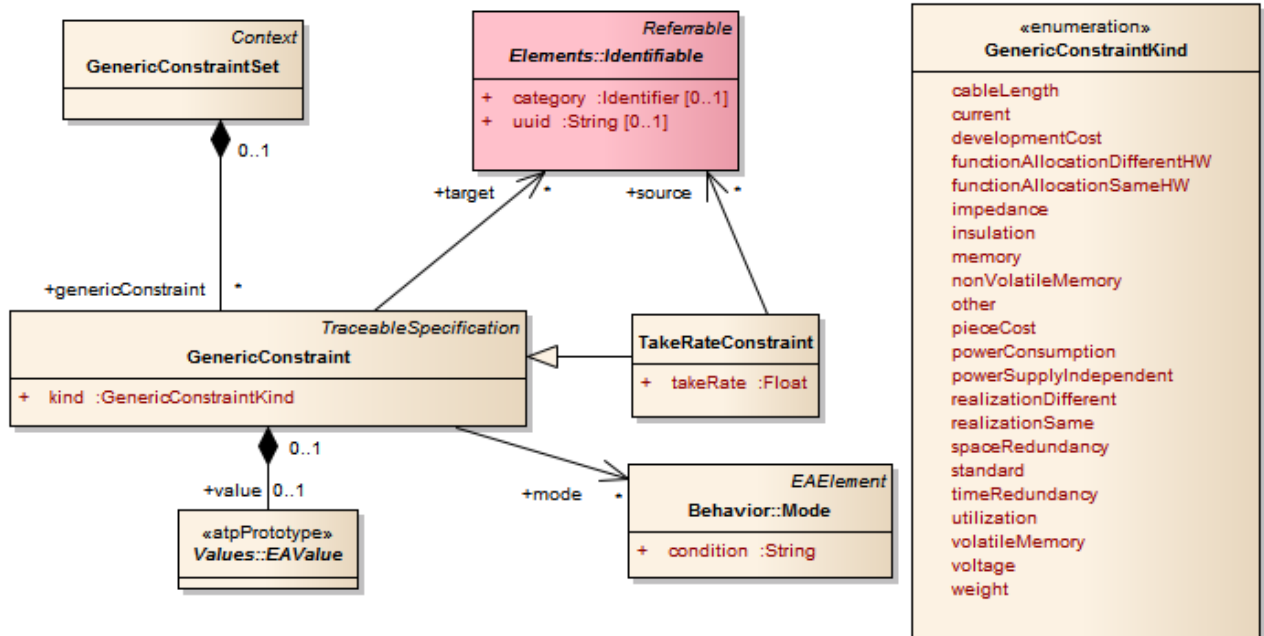 Context
GenericConstraintSet
0..1
+genericConstraint *
Referrable
Elements::Identifiable
+ category :Identifier [0..1]
+ uuid :String [0..1]
+target *
+source *
TraceableSpecification
GenericConstraint
+ kind :GenericConstraintKind
TakeRateConstraint
+ takeRate :Float
0..1
+value 0..1
«atpPrototype»
Values::EAValue
+mode *
EAElement
Behavior::Mode
+ condition :String
«enumeration»
GenericConstraintKind
cableLength
current
developmentCost
functionAllocationDifferentHW
functionAllocationSameHW
impedance
insulation
memory
nonVolatileMemory
other
pieceCost
powerConsumption
powerSupplyIndependent
realizationDifferent
realizationSame
spaceRedundancy
standard
timeRedundancy
utilization
volatileMemory
voltage
weight